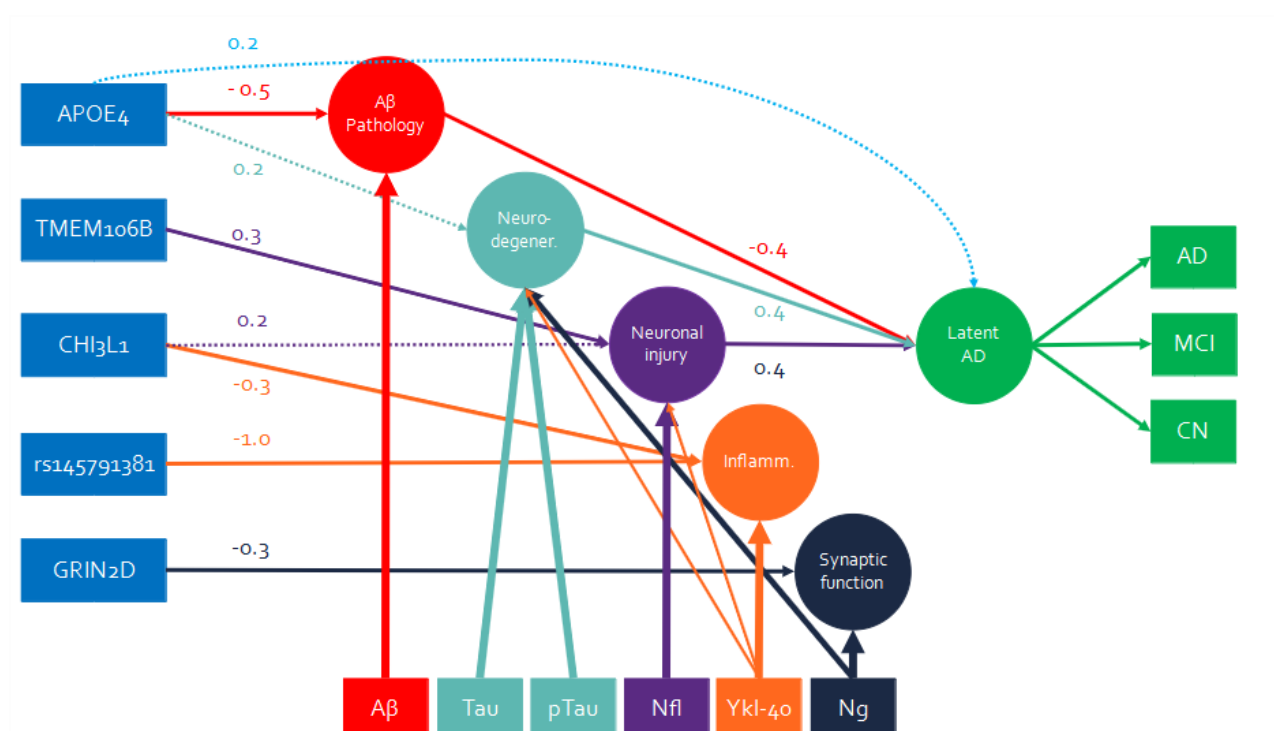 0.2
APOE4
- 0.5
Aβ
Pathology
0.2
TMEM106B
0.3
Neuro-
degener.
-0.4
AD
CHI3L1
0.2
Neuronal
injury
0.4
Latent
AD
MCI
-0.3
0.4
CN
rs145791381
-1.0
Inflamm.
GRIN2D
-0.3
Synaptic
function
Aβ
Tau
pTau
Nfl
Ykl-40
Ng